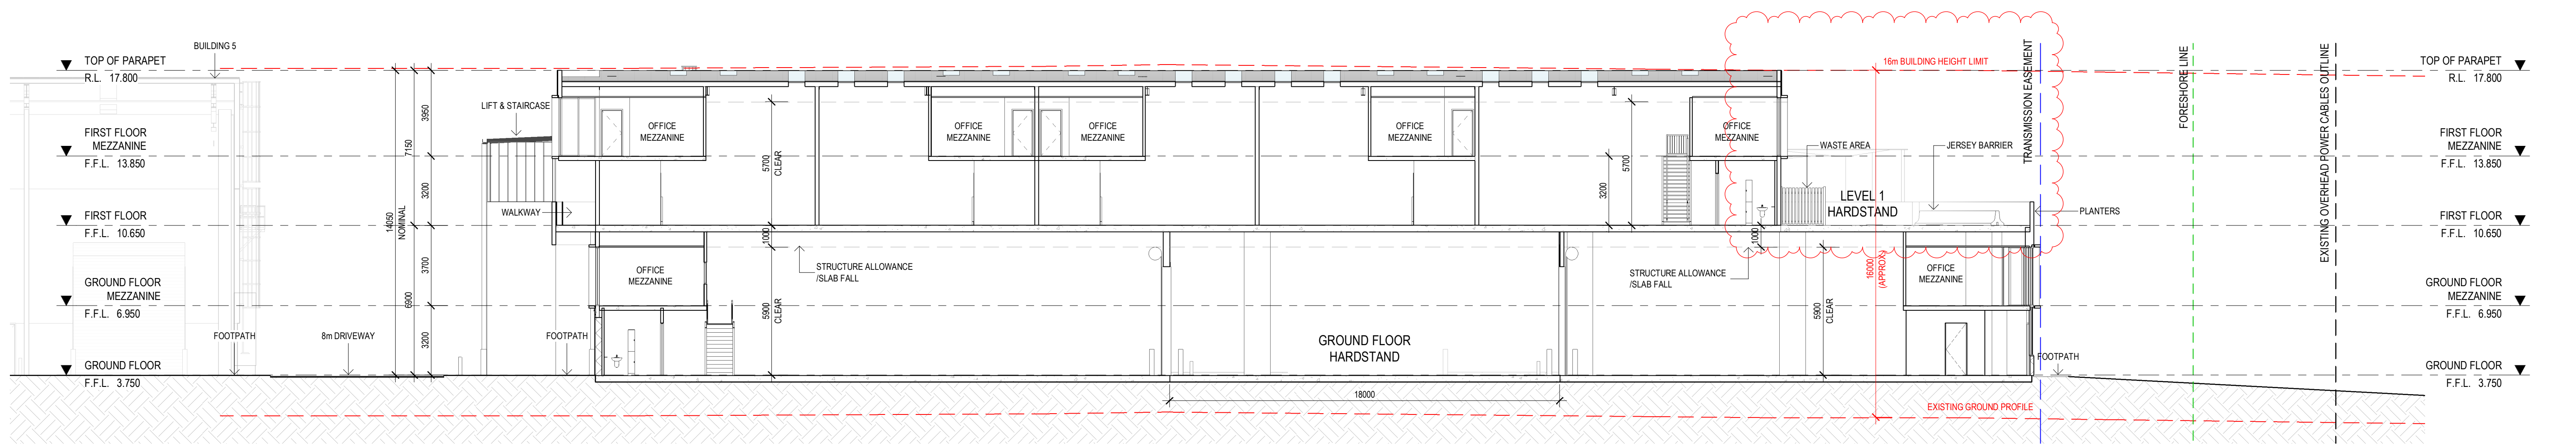 BUILDING 5
TOP OF PARAPET
R.L. 17.800
FIRST FLOOR
MEZZANINE
F.F.L. 13.850
FIRST FLOOR
F.F.L. 10.650
GROUND FLOOR
MEZZANINE
F.F.L. 6.950
GROUND FLOOR
F.F.L. 3.750
FOOTPATH
8m DRIVEWAY
14050
NOMINAL
7150
6900
3950
3200
3700
3200
LIFT & STAIRCASE
WALKWAY
FOOTPATH
OFFICE
MEZZANINE
OFFICE
MEZZANINE
OFFICE
MEZZANINE
OFFICE
MEZZANINE
OFFICE
MEZZANINE
5700
CLEAR
1000
5900
CLEAR
OFFICE
MEZZANINE
STRUCTURE ALLOWANCE
/SLAB FALL
GROUND FLOOR
HARDSTAND
18000
3200
5700
STRUCTURE ALLOWANCE
/SLAB FALL
1000
5900
CLEAR
16m BUILDING HEIGHT LIMIT
WASTE AREA
JERSEY BARRIER
LEVEL 1
HARDSTAND
16000
(APPROX.)
OFFICE
MEZZANINE
EXISTING GROUND PROFILE
TRANSMISSION EASEMENT
PLANTERS
FOOTPATH
FORESHORE LINE
EXISTING OVERHEAD POWER CABLES OUTLINE
TOP OF PARAPET
R.L. 17.800
FIRST FLOOR
MEZZANINE
F.F.L. 13.850
FIRST FLOOR
F.F.L. 10.650
GROUND FLOOR
MEZZANINE
F.F.L. 6.950
GROUND FLOOR
F.F.L. 3.750